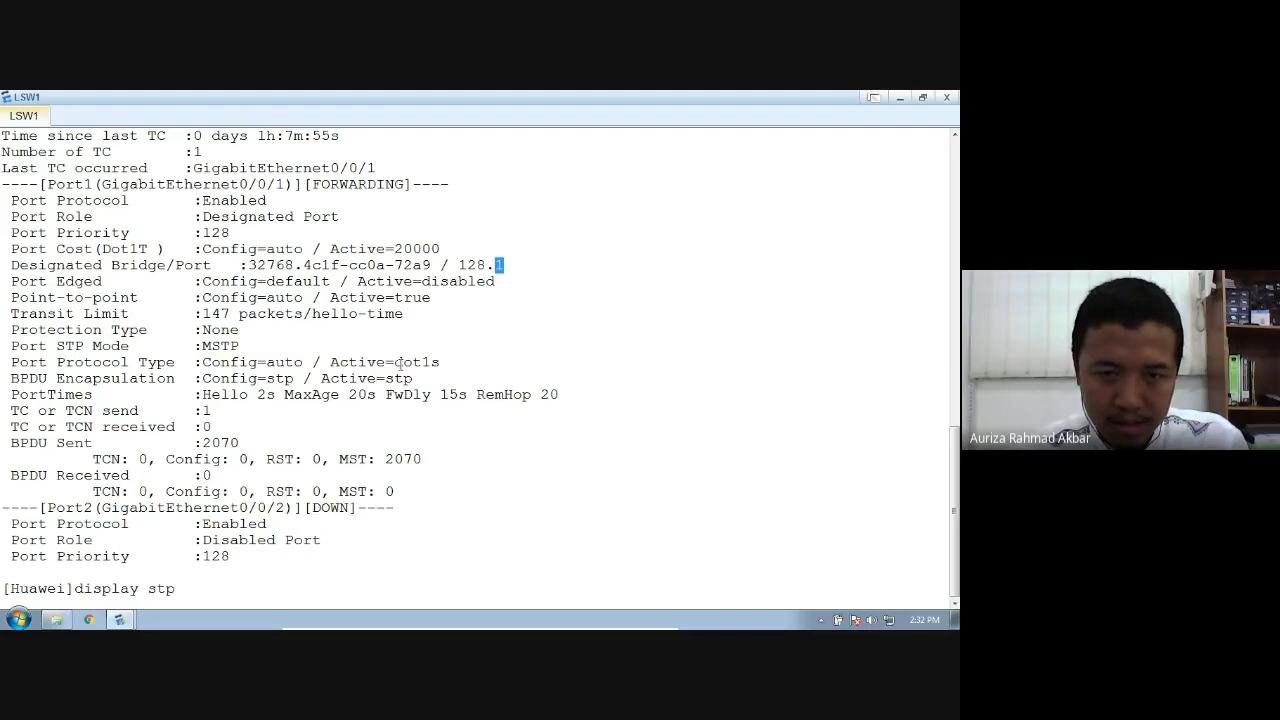 LSW1
LSW1
Time since last TC  :0 days 1h:7m:55s
Number of TC        :1
Last TC occurred    :GigabitEthernet0/0/1
----[Port1(GigabitEthernet0/0/1)][FORWARDING]----
Port Protocol       :Enabled
Port Role           :Designated Port
Port Priority       :128
Port Cost(Dot1T )   :Config=auto / Active=20000
Designated Bridge/Port   :32768.4c1f-cc0a-72a9 / 128.1
Port Edged          :Config=default / Active=disabled
Point-to-point      :Config=auto / Active=true
Transit Limit       :147 packets/hello-time
Protection Type     :None
Port STP Mode       :MSTP
Port Protocol Type  :Config=auto / Active=dot1s
BPDU Encapsulation  :Config=stp / Active=stp
PortTimes           :Hello 2s MaxAge 20s FwDly 15s RemHop 20
TC or TCN send      :1
TC or TCN received  :0
BPDU Sent           :2070
TCN: 0, Config: 0, RST: 0, MST: 2070
BPDU Received       :0
TCN: 0, Config: 0, RST: 0, MST: 0
----[Port2(GigabitEthernet0/0/2)][DOWN]----
Port Protocol       :Enabled
Port Role           :Disabled Port
Port Priority       :128
[Huawei]display stp
2:32 PM
Auriza Rahmad Akbar